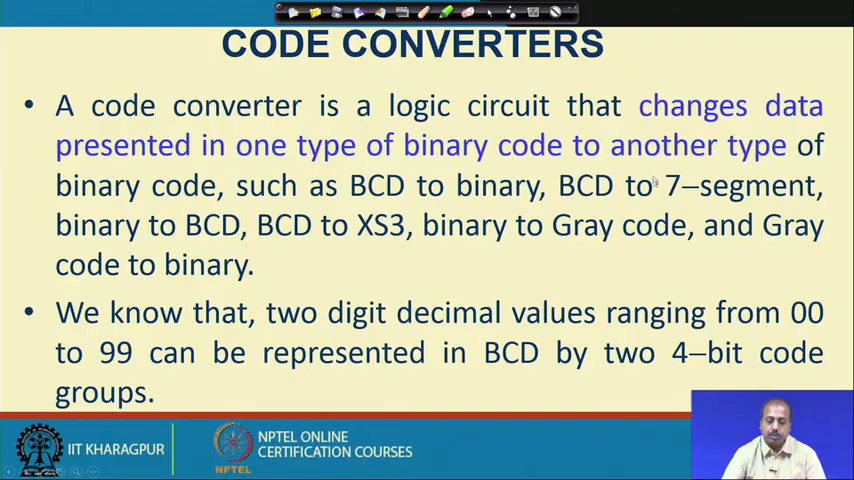 CODE CONVERTERS
• A code converter is a logic circuit that changes data
presented in one type of binary code to another type of
binary code, such as BCD to binary, BCD to 7–segment,
binary to BCD, BCD to XS3, binary to Gray code, and Gray
code to binary.
• We know that, two digit decimal values ranging from 00
to 99 can be represented in BCD by two 4–bit code
groups.
IIT KHARAGPUR
NPTEL
NPTEL ONLINE
CERTIFICATION COURSES